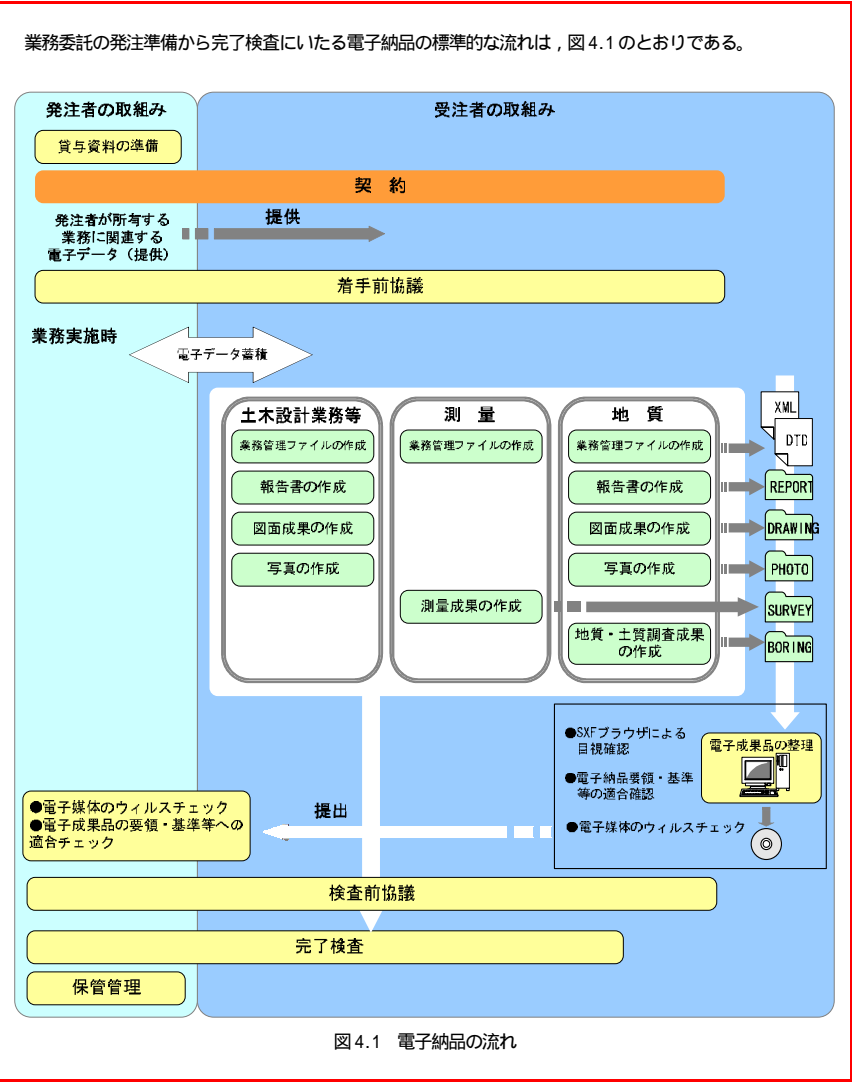 業務委託の発注準備から完了検査にいたる電子納品の標準的な流れは，図4.1のとおりである。
発注者の取組み
受注者の取組み
貸与資料の準備
契　約
発注者が所有する
業務に関連する
電子データ（提供）
提供
着手前協議
業務実施時
電子データ蓄積
土木設計業務等
業務管理ファイルの作成
報告書の作成
図面成果の作成
写真の作成
測　量
業務管理ファイルの作成
測量成果の作成
地　質
業務管理ファイルの作成
報告書の作成
図面成果の作成
写真の作成
地質・土質調査成果
の作成
XML
DTD
REPORT
DRAWING
PHOTO
SURVEY
BORING
●SXFブラウザによる
目視確認
●電子納品要領・基準
等の適合確認
●電子媒体のウィルスチェック
電子成果品の整理
提出
●電子媒体のウィルスチェック
●電子成果品の要領・基準等への
適合チェック
検査前協議
完了検査
保管管理
図4.1　電子納品の流れ